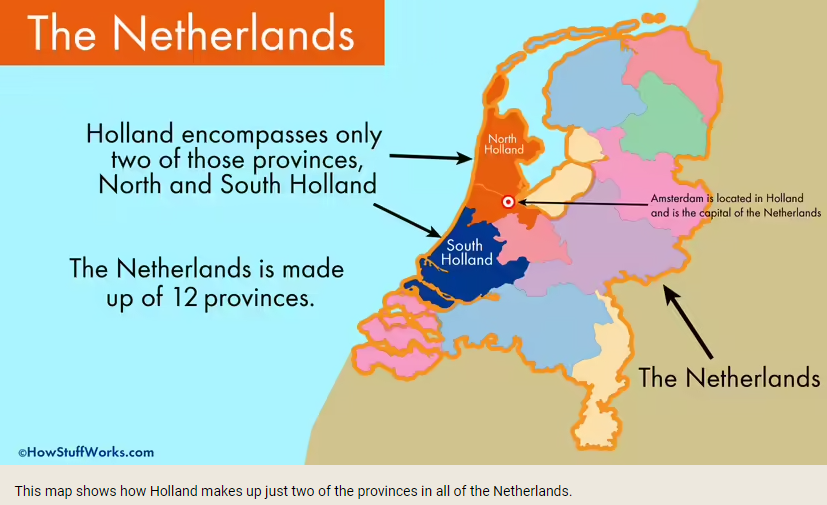 The Netherlands
Holland encompasses only
two of those provinces,
North and South Holland
The Netherlands is made
up of 12 provinces.
North
Holland
Amsterdam is located in Holland
and is the capital of the Netherlands
South
Holland
The Netherlands
©HowStuffWorks.com
This map shows how Holland makes up just two of the provinces in all of the Netherlands.